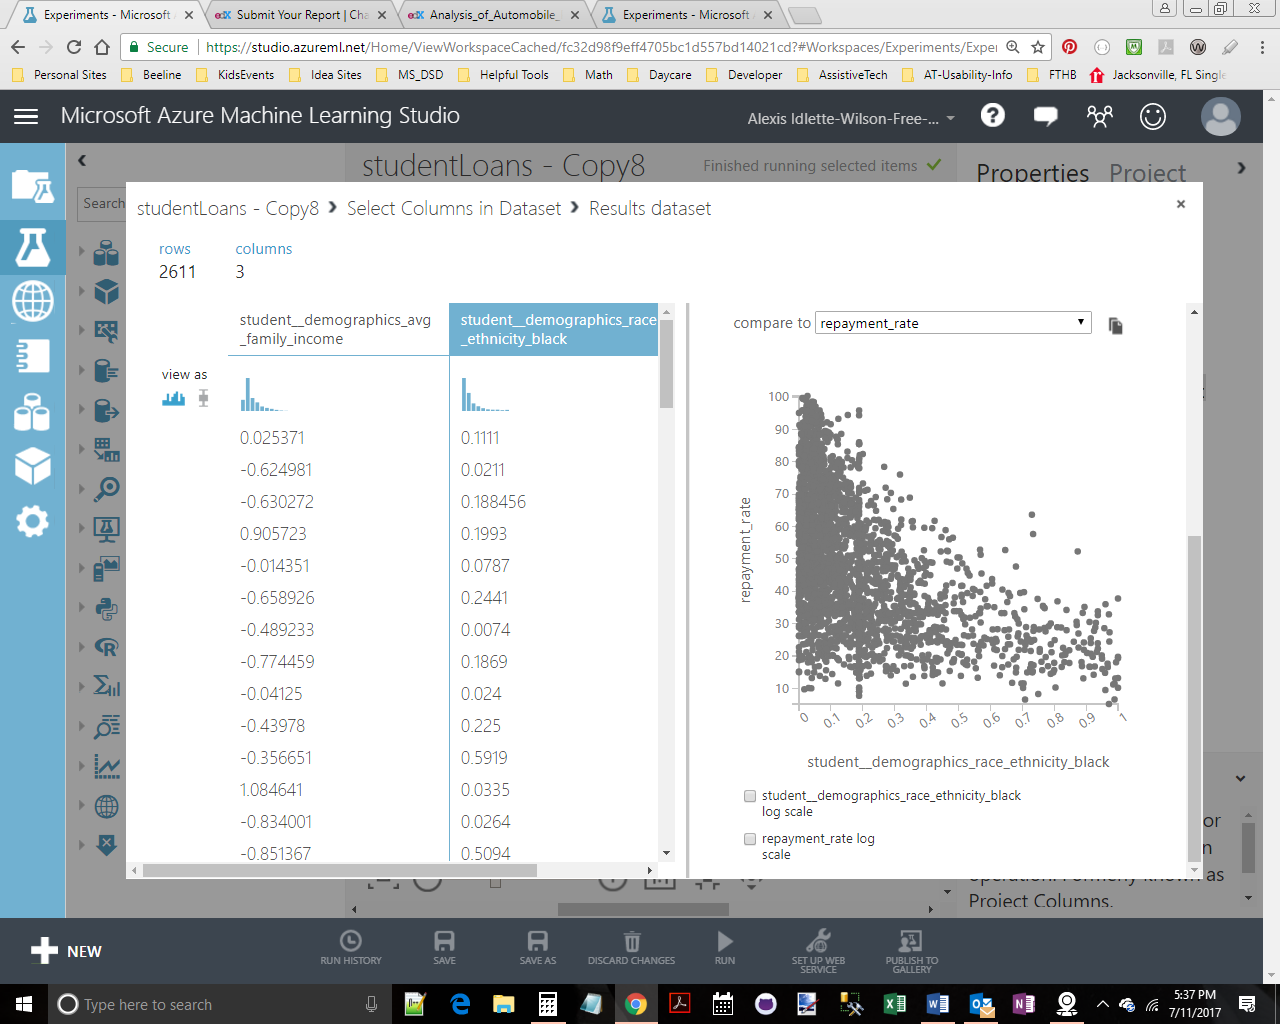 Experiments - Microsoft
Submit Your Report | Cha
Analysis_of_Automobile_
Experiments - Microsoft
Secure
https://studio.azureml.net/Home/ViewWorkspaceCached/fc32d98f9eff4705bc1d557bd14021cd?#Workspaces/Experiments/Exper
Personal Sites Beeline KidsEvents Idea Sites MS_DSD Helpful Tools Math Daycare Developer AssistiveTech AT-Usability-Info FTHB Jacksonville, FL Single
Microsoft Azure Machine Learning Studio
Alexis Idlette-Wilson-Free-...
studentLoans - Copy8
Finished running selected items
Properties Project
Search
studentLoans - Copy8 > Select Columns in Dataset > Results dataset
rows columns
2611 3
student__demographics_avg
_family_income
student__demographics_race
_ethnicity_black
view as
0.025371 0.1111
-0.624981 0.0211
-0.630272 0.188456
0.905723 0.1993
-0.014351 0.0787
-0.658926 0.2441
-0.489233 0.0074
-0.774459 0.1869
-0.04125 0.024
-0.43978 0.225
-0.356651 0.5919
1.084641 0.0335
-0.834001 0.0264
-0.851367 0.5094
compare to repayment_rate
100
90
80
70
60
50
40
30
20
10
repayment_rate
0 0.1 0.2 0.3 0.4 0.5 0.6 0.7 0.8 0.9 1
student__demographics_race_ethnicity_black
student__demographics_race_ethnicity_black
log scale
repayment_rate log
scale
or
n
as
Project Columns.
NEW
RUN HISTORY
SAVE
SAVE AS
DISCARD CHANGES
RUN
SET UP WEB
SERVICE
PUBLISH TO
GALLERY
Type here to search
5:37 PM
7/11/2017